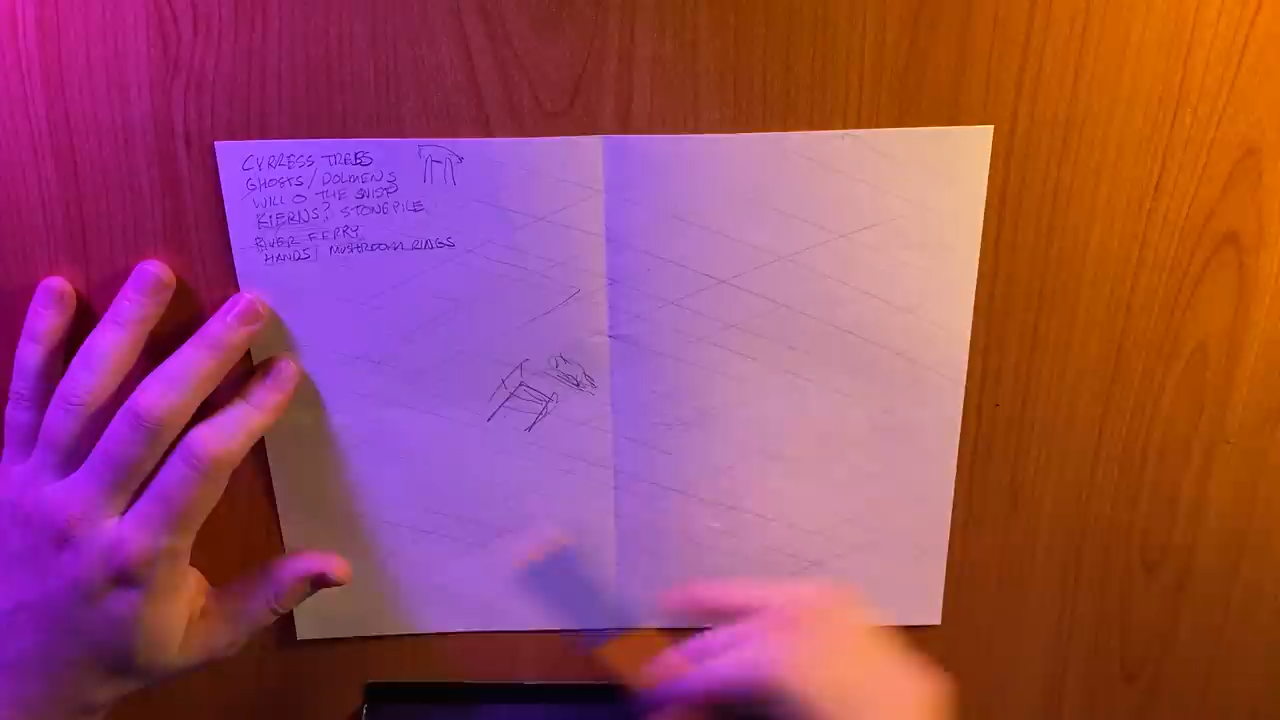 CYPRESS TREES
GHOSTS/DOLMENS
WILL O THE WISP
KIERNS? STONEPILE
RIVER FERRY
HANDS/MUSHROOM RINGS